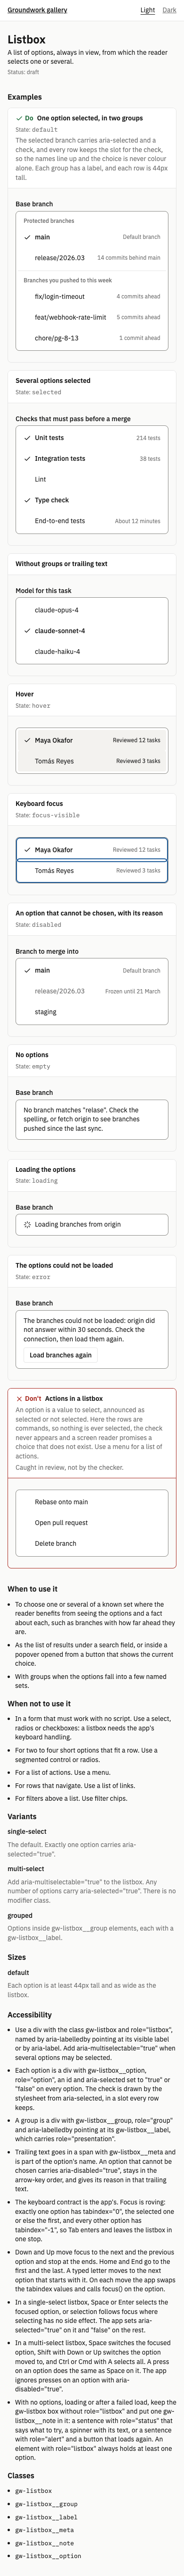 Groundwork gallery
Light
Dark
Listbox
A list of options, always in view, from which the reader
selects one or several.
Status: draft
Examples
Do One option selected, in two groups
State: default
The selected branch carries aria-selected and a
check, and every row keeps the slot for the check, so
the names line up and the choice is never colour
alone. Each group has a label, and each row is 44px
tall.
Base branch
Protected branches
main
Default branch
release/2026.03
14 commits behind main
Branches you pushed to this week
fix/login-timeout
4 commits ahead
feat/webhook-rate-limit
5 commits ahead
chore/pg-8-13
1 commit ahead
Several options selected
State: selected
Checks that must pass before a merge
Unit tests
214 tests
Integration tests
38 tests
Lint
Type check
End-to-end tests
About 12 minutes
Without groups or trailing text
Model for this task
claude-opus-4
claude-sonnet-4
claude-haiku-4
Hover
State: hover
Maya Okafor
Reviewed 12 tasks
Tomás Reyes
Reviewed 3 tasks
Keyboard focus
State: focus-visible
Maya Okafor
Reviewed 12 tasks
Tomás Reyes
Reviewed 3 tasks
An option that cannot be chosen, with its reason
State: disabled
Branch to merge into
main
Default branch
release/2026.03
Frozen until 21 March
staging
No options
State: empty
Base branch
No branch matches "relase". Check the
spelling, or fetch origin to see branches
pushed since the last sync.
Loading the options
State: loading
Base branch
Loading branches from origin
The options could not be loaded
State: error
Base branch
The branches could not be loaded: origin did
not answer within 30 seconds. Check the
connection, then load them again.
Load branches again
Don't Actions in a listbox
An option is a value to select, announced as
selected or not selected. Here the rows are
commands, so nothing is ever selected, the check
never appears and a screen reader promises a
choice that does not exist. Use a menu for a list of
actions.
Caught in review, not by the checker.
Rebase onto main
Open pull request
Delete branch
When to use it
To choose one or several of a known set where the
reader benefits from seeing the options and a fact
about each, such as branches with how far ahead they
are.
As the list of results under a search field, or inside a
popover opened from a button that shows the current
choice.
With groups when the options fall into a few named
sets.
When not to use it
In a form that must work with no script. Use a select,
radios or checkboxes: a listbox needs the app's
keyboard handling.
For two to four short options that fit in a row. Use a
segmented control or radios.
For a list of actions. Use a menu.
For rows that navigate. Use a list of links.
For filters above a list. Use filter chips.
Variants
single-select
The default. Exactly one option carries aria-
selected="true".
multi-select
Add aria-multiselectable="true" to the listbox. Any
number of options carry aria-selected="true". There is no
modifier class.
grouped
Options inside gw-listbox__group elements, each with a
gw-listbox__label.
Sizes
default
Each option is at least 44px tall and as wide as the
listbox.
Accessibility
Use a div with the class gw-listbox and role="listbox",
named by aria-labelledby pointing at its visible label
or by aria-label. Add aria-multiselectable="true" when
several options may be selected.
Each option is a div with gw-listbox__option,
role="option", an id and aria-selected set to "true" or
"false" on every option. The check is drawn by the
stylesheet from aria-selected, in a slot every row
keeps.
A group is a div with gw-listbox__group, role="group"
and aria-labelledby pointing at its gw-listbox__label,
which carries role="presentation".
Trailing text goes in a span with gw-listbox__meta and
is part of the option's name. An option that cannot be
chosen carries aria-disabled="true", stays in the
arrow-key order, and gives its reason in that trailing
text.
The keyboard contract is the app's. Focus is roving:
exactly one option has tabindex="0", the selected one
or else the first, and every other option has
tabindex="-1", so Tab enters and leaves the listbox in
one stop.
Down and Up move focus to the next and the previous
option and stop at the ends. Home and End go to the
first and the last. A typed letter moves to the next
option that starts with it. On each move the app swaps
the tabindex values and calls focus() on the option.
In a single-select listbox, Space or Enter selects the
focused option, or selection follows focus where
selecting has no side effect. The app sets aria-
selected="true" on it and "false" on the rest.
In a multi-select listbox, Space switches the focused
option, Shift with Down or Up switches the option
moved to, and Ctrl or Cmd with A selects all. A press
on an option does the same as Space on it. The app
ignores presses on an option with aria-
disabled="true".
With no options, loading or after a failed load, keep the
gw-listbox box without role="listbox" and put one gw-
listbox__note in it: a sentence with role="status" that
says what to try, a spinner with its text, or a sentence
with role="alert" and a button that loads again. An
element with role="listbox" always holds at least one
option.
Classes
gw-listbox
gw-listbox__group
gw-listbox__label
gw-listbox__meta
gw-listbox__note
gw-listbox__option